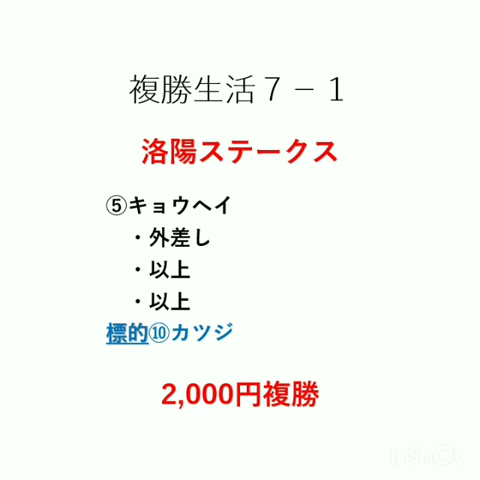 複勝生活７－１
洛陽ステークス
⑤キョウヘイ
・外差し
・以上
・以上
標的⑩カツジ
2,000円複勝
InShOt